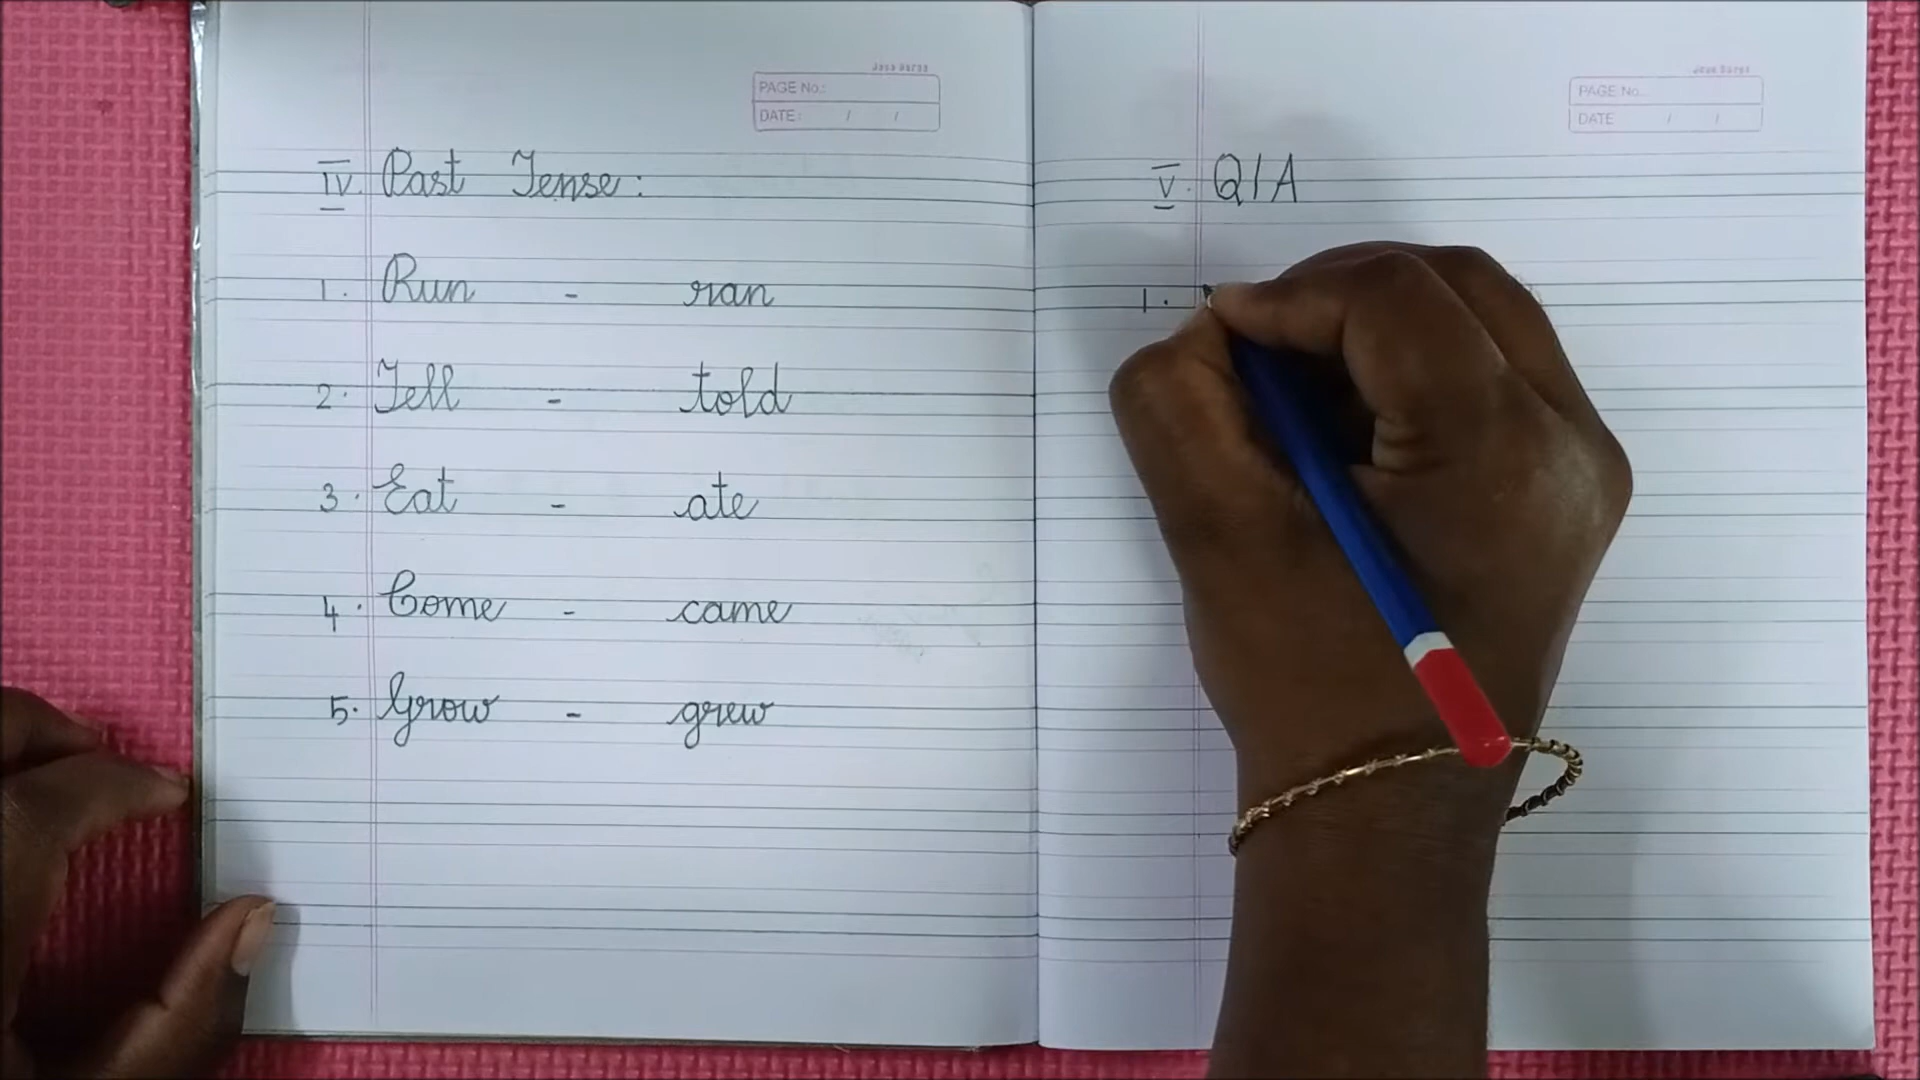 PAGE No.:
DATE: / /
IV. Past Tense:
1. Run - ran
2. Tell - told
3. Eat - ate
4. Come - came
5. Grow - grew
PAGE No.
DATE / /
V. Q/A
1.